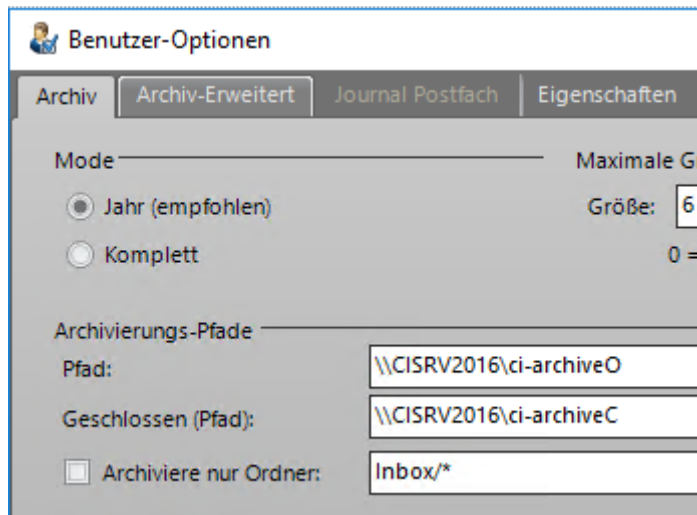 Benutzer-Optionen
Archiv Archiv-Erweitert Journal Postfach Eigenschaften
Mode Maximale G
Jahr (empfohlen) Größe: 6
Komplett 0 =
Archivierungs-Pfade
Pfad: \\CISRV2016\ci-archiveO
Geschlossen (Pfad): \\CISRV2016\ci-archiveC
Archiviere nur Ordner: Inbox/*